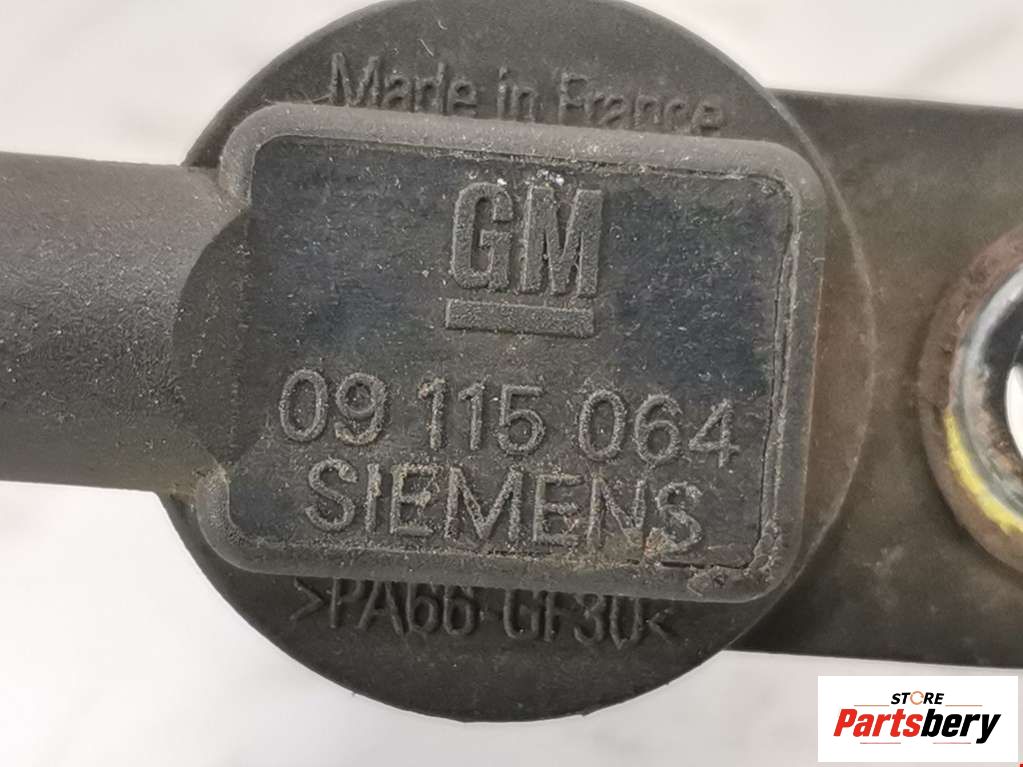 Made in France
GM
09 115 064
SIEMENS
>PA66-GF30<
STORE
Partsbery